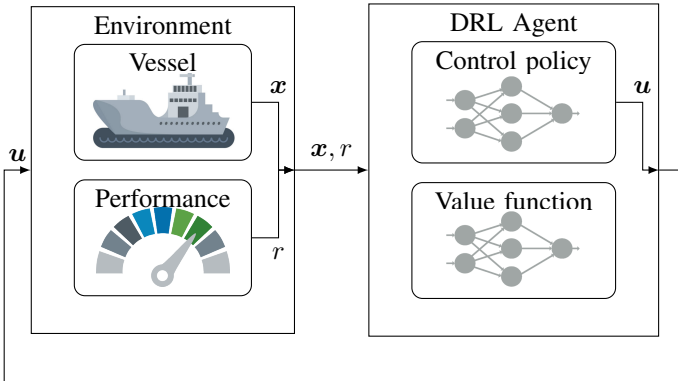 Environment
DRL Agent
Vessel
Control policy
x
u
u
x, r
Performance
Value function
r